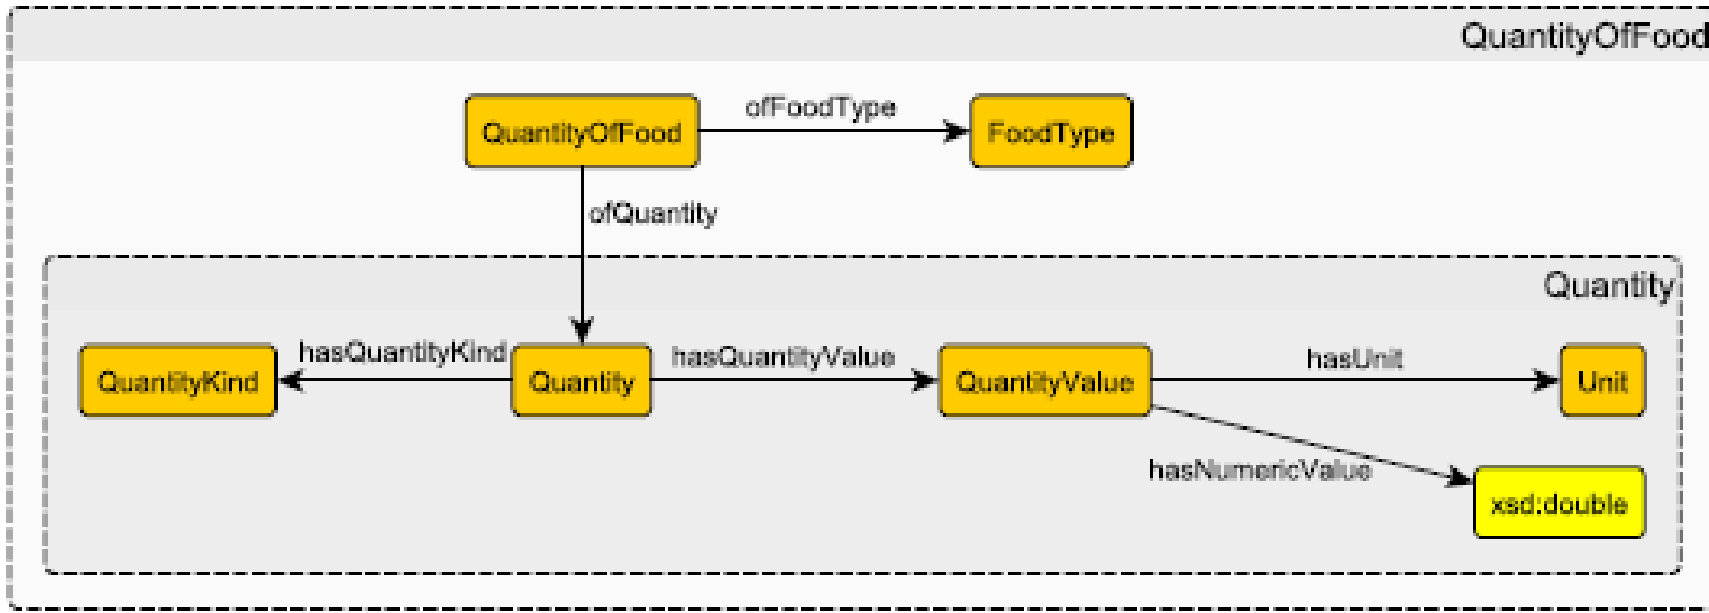 QuantityOfFood
QuantityOfFood
ofFoodType
FoodType
ofQuantity
Quantity
QuantityKind
hasQuantityKind
Quantity
hasQuantityValue
QuantityValue
hasUnit
Unit
hasNumericValue
xsd:double